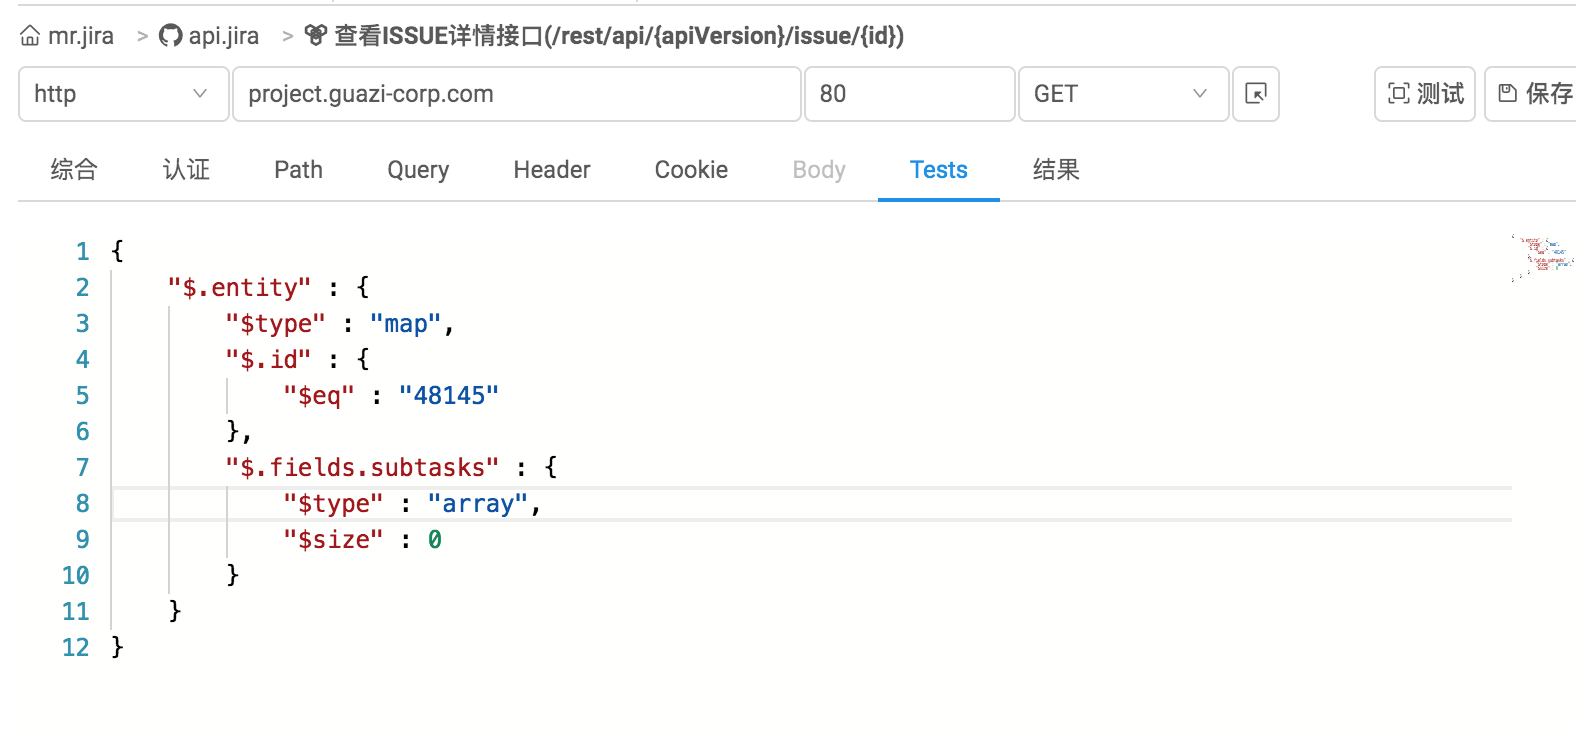 mr.jira > api.jira > 查看ISSUE详情接口(/rest/api/{apiVersion}/issue/{id})
http project.guazi-corp.com 80 GET 测试 保存
综合 认证 Path Query Header Cookie Body Tests 结果
1 {
2 "$.entity" : {
3 "$type" : "map",
4 "$.id" : {
5 "$eq" : "48145"
6 },
7 "$.fields.subtasks" : {
8 "$type" : "array",
9 "$size" : 0
10 }
11 }
12 }